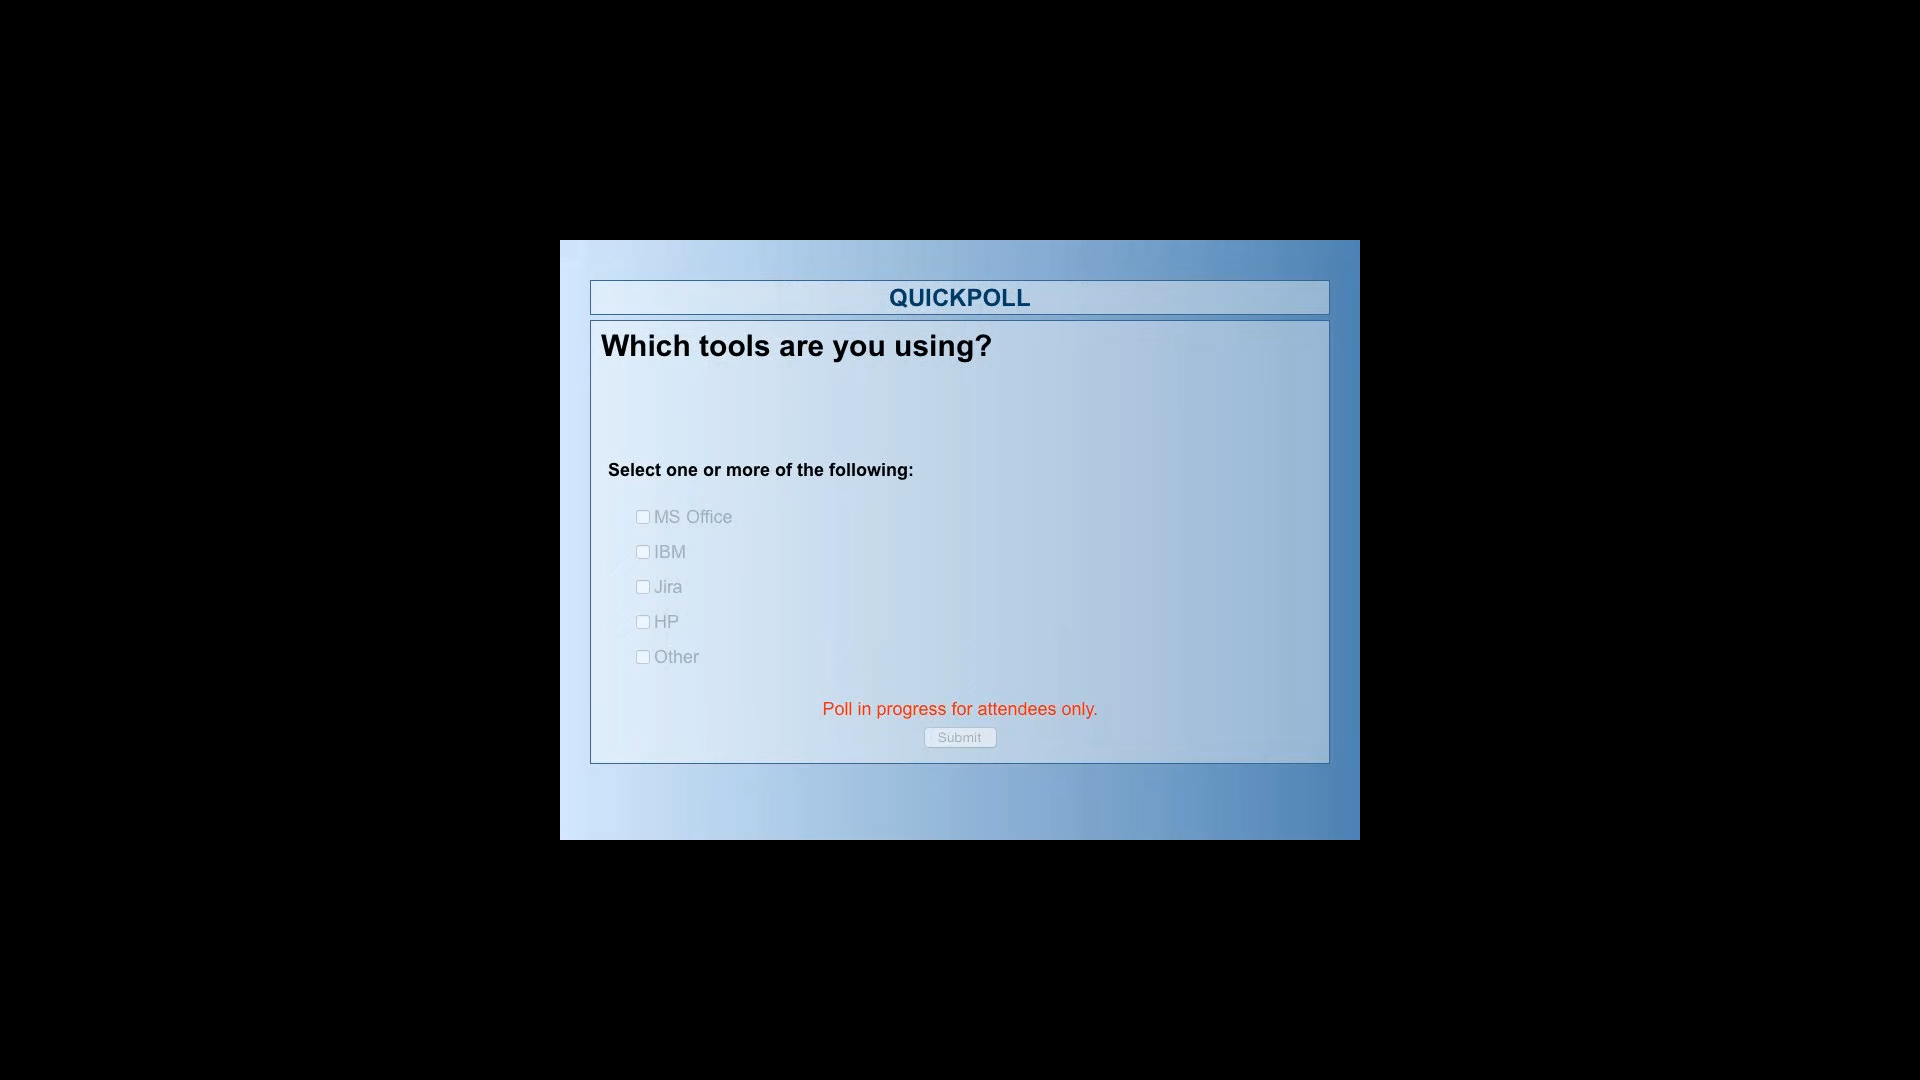 QUICKPOLL
Which tools are you using?
Select one or more of the following:
MS Office
IBM
Jira
HP
Other
Poll in progress for attendees only.
Submit